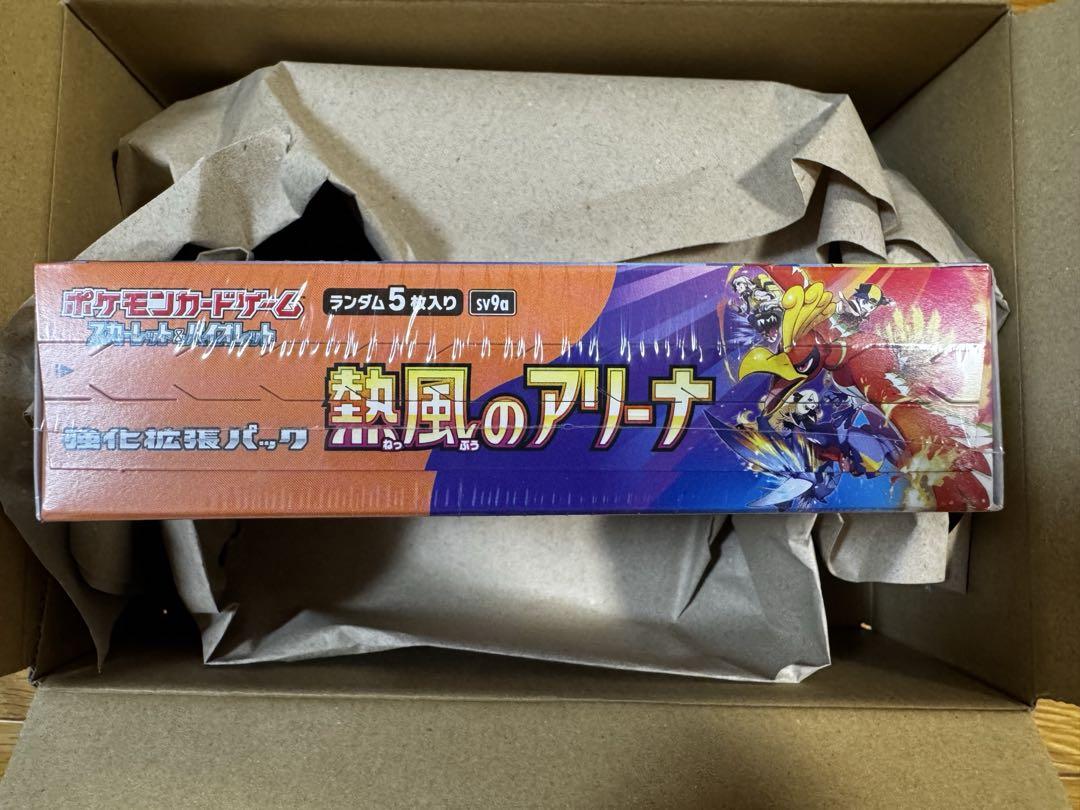 ポケモンカードゲーム
スカーレット&バイオレット
ランダム5枚入り
sv9a
熱風のアリーナ
ねっ ぷう
強化拡張パック